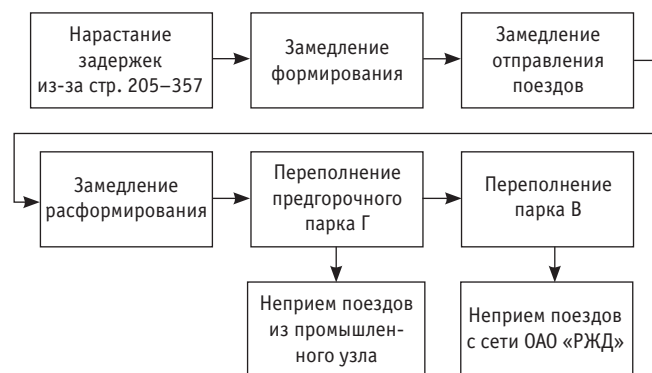 Нарастание
задержек
из-за стр. 205–357
Замедление
формирования
Замедление
отправления
поездов
Замедление
расформирования
Переполнение
предгорочного
парка Г
Переполнение
парка В
Неприем поездов
из промышлен-
ного узла
Неприем поездов
с сети ОАО «РЖД»